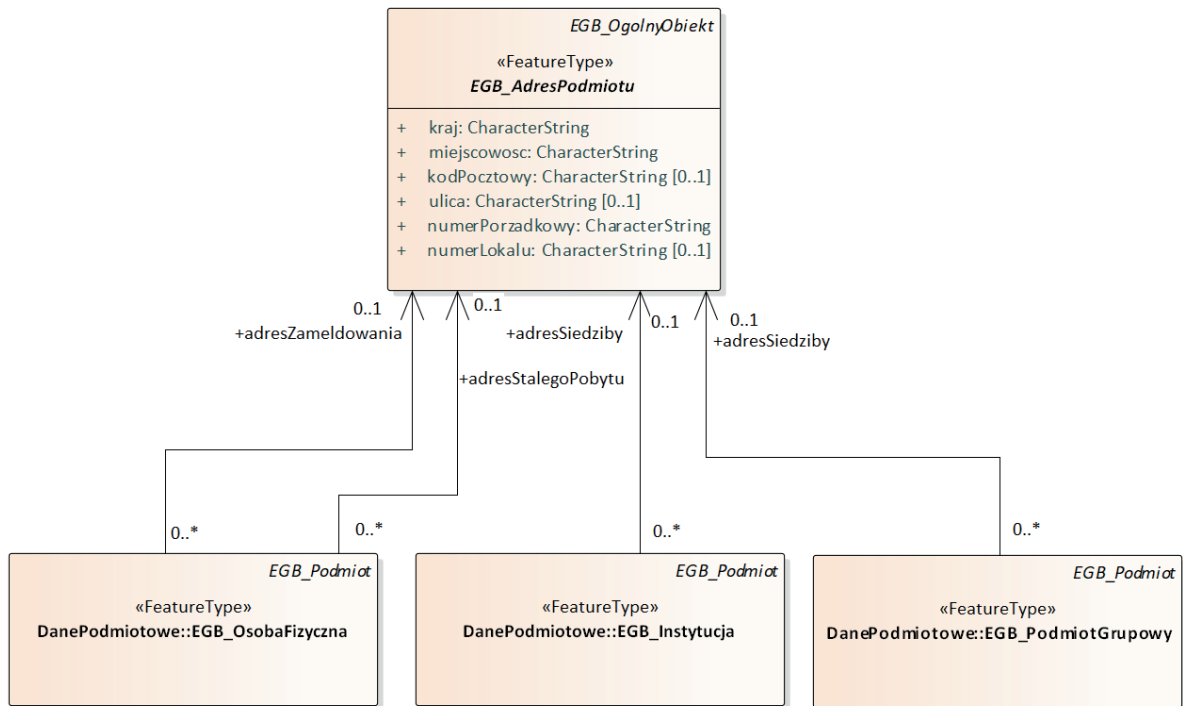 EGB_OgolnyObiekt
«FeatureType»
EGB_AdresPodmiotu
+ kraj: CharacterString
+ miejscowosc: CharacterString
+ kodPocztowy: CharacterString [0..1]
+ ulica: CharacterString [0..1]
+ numerPorzadkowy: CharacterString
+ numerLokalu: CharacterString [0..1]
0..1
+adresZameldowania
0..1
+adresStalegoPobytu
+adresSiedziby
0..1
0..1
+adresSiedziby
0..*
0..*
0..*
0..*
EGB_Podmiot
«FeatureType»
DanePodmiotowe::EGB_OsobaFizyczna
EGB_Podmiot
«FeatureType»
DanePodmiotowe::EGB_Instytucja
EGB_Podmiot
«FeatureType»
DanePodmiotowe::EGB_PodmiotGrupowy